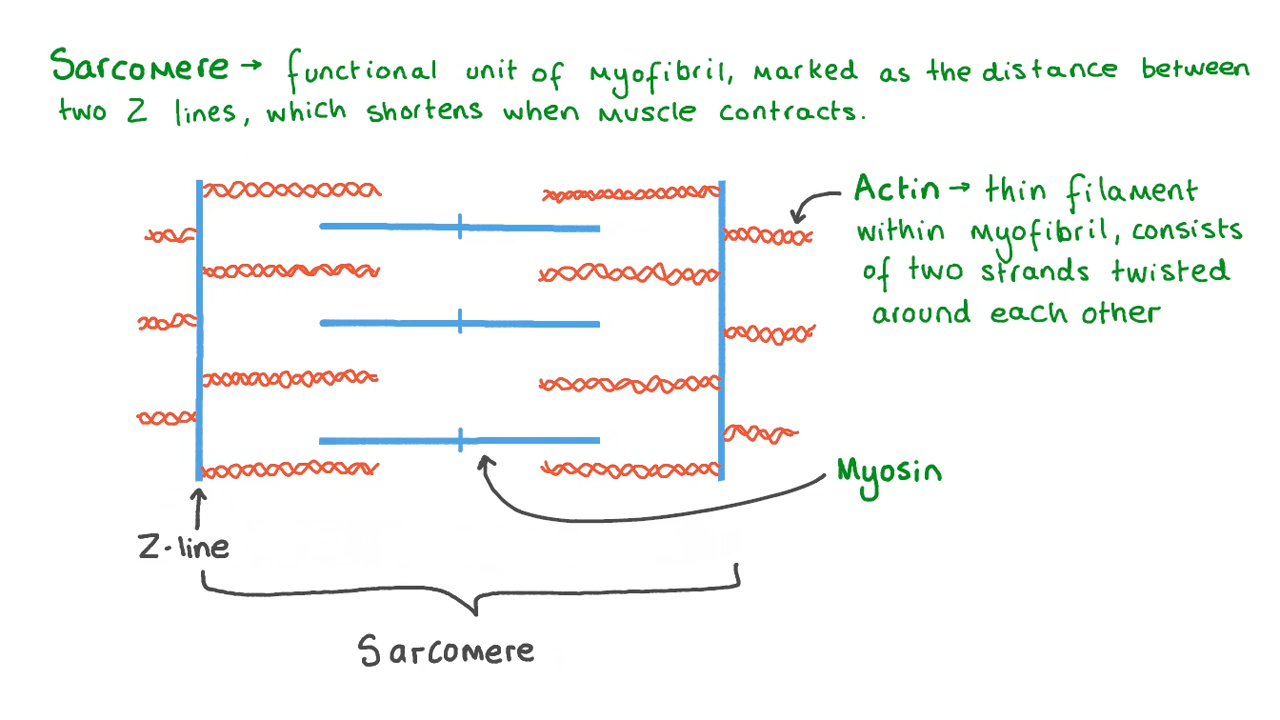 Sarcomere → functional unit of myofibril, marked as the distance between
two Z lines, which shortens when muscle contracts.
Actin → thin filament
within myofibril, consists
of two strands twisted
around each other
Myosin
Z-line
Sarcomere